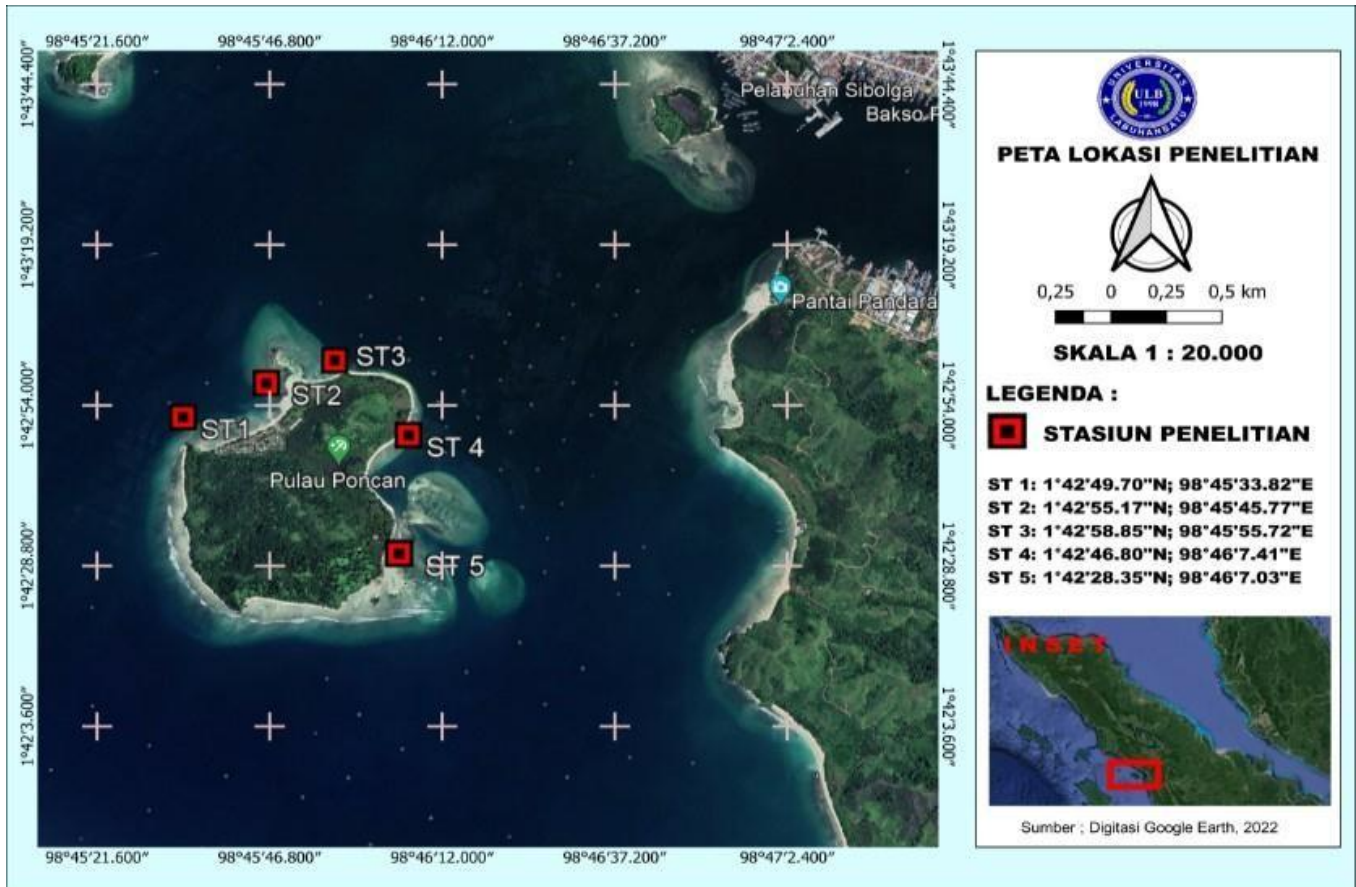 98°45'21.600" 98°45'46.800" 98°46'12.000" 98°46'37.200" 98°47'2.400"
1°43'44.400"
1°43'19.200"
1°42'54.000"
1°42'28.800"
1°42'3.600"
Pelabuhan Sibolga
Bakso
Pantai Pandara
ST1
ST2
ST3
ST 4
ST 5
Pulau Poncan
1°43'44.400"
1°43'19.200"
1°42'54.000"
1°42'28.800"
1°42'3.600"
98°45'21.600" 98°45'46.800" 98°46'12.000" 98°46'37.200" 98°47'2.400"
UNIVERSITAS
ULB
1998
LABUHANBATU
PETA LOKASI PENELITIAN
0,25 0 0,25 0,5 km
SKALA 1 : 20.000
LEGENDA :
STASIUN PENELITIAN
ST 1: 1°42'49.70"N; 98°45'33.82"E
ST 2: 1°42'55.17"N; 98°45'45.77"E
ST 3: 1°42'58.85"N; 98°45'55.72"E
ST 4: 1°42'46.80"N; 98°46'7.41"E
ST 5: 1°42'28.35"N; 98°46'7.03"E
INSET
Sumber ; Digitasi Google Earth, 2022